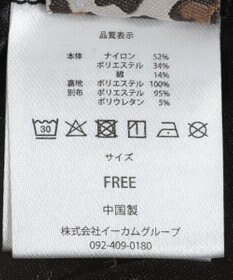 品質表示
本体 ナイロン 52%
ポリエステル 34%
綿 14%
裏地 ポリエステル 100%
別布 ポリエステル 95%
ポリウレタン 5%
30
サイズ
FREE
中国製
株式会社イーカムグループ
092-409-0180